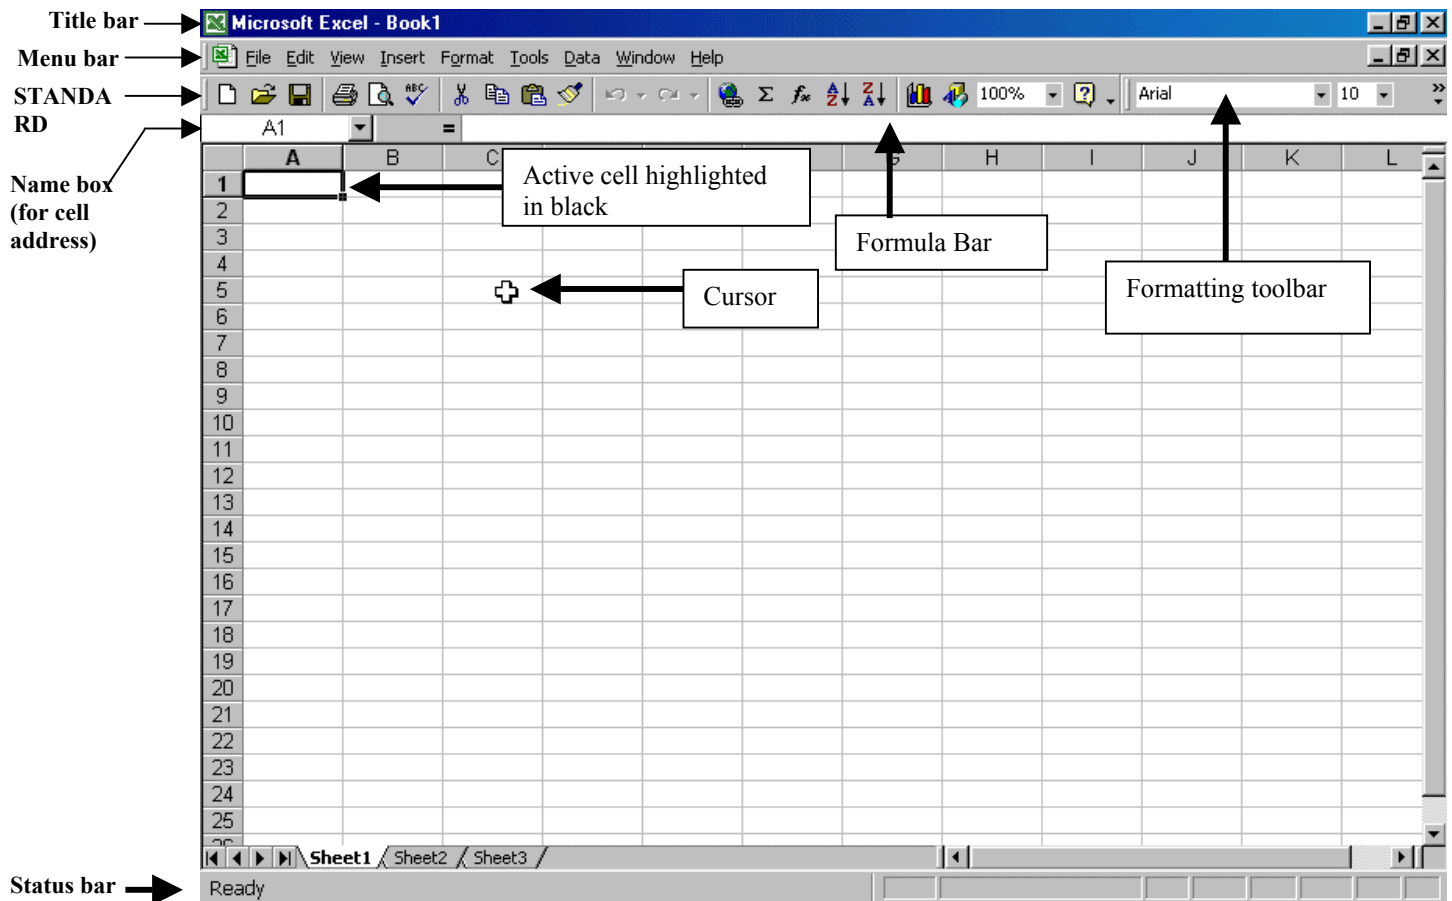 Title bar
Microsoft Excel - Book1
Menu bar
File Edit View Insert Format Tools Data Window Help
STANDA
RD
ABC
Σ fx A Z Z A 100% ? Arial 10 »
Name box
(for cell
address)
A1 =
A B C G H I J K L
Active cell highlighted
in black
Formula Bar
Cursor
Formatting toolbar
1
2
3
4
5
6
7
8
9
10
11
12
13
14
15
16
17
18
19
20
21
22
23
24
25
26
Sheet1 Sheet2 Sheet3
Status bar
Ready